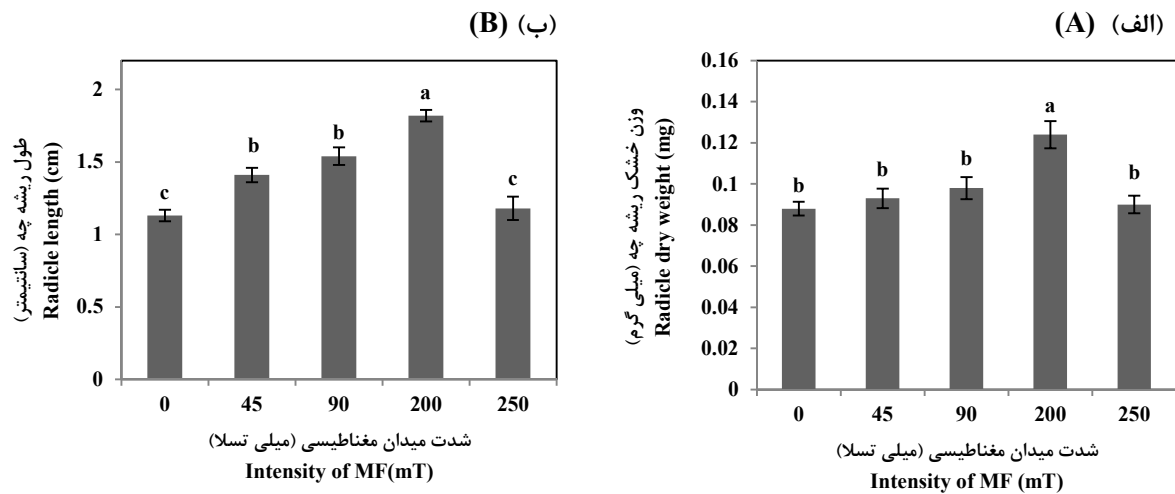 (الف) (A)
وزن خشک ریشه چه (میلی گرم)
Radicle dry weight (mg)
0.16
0.14
0.12
0.1
0.08
0.06
0.04
0.02
0
b
b
b
a
b
0 45 90 200 250
شدت میدان مغناطیسی (میلی تسلا)
Intensity of MF (mT)
(ب) (B)
طول ریشه چه (سانتیمتر)
Radicle length (cm)
2
1.5
1
0.5
0
c
b
b
a
c
0 45 90 200 250
شدت میدان مغناطیسی (میلی تسلا)
Intensity of MF(mT)